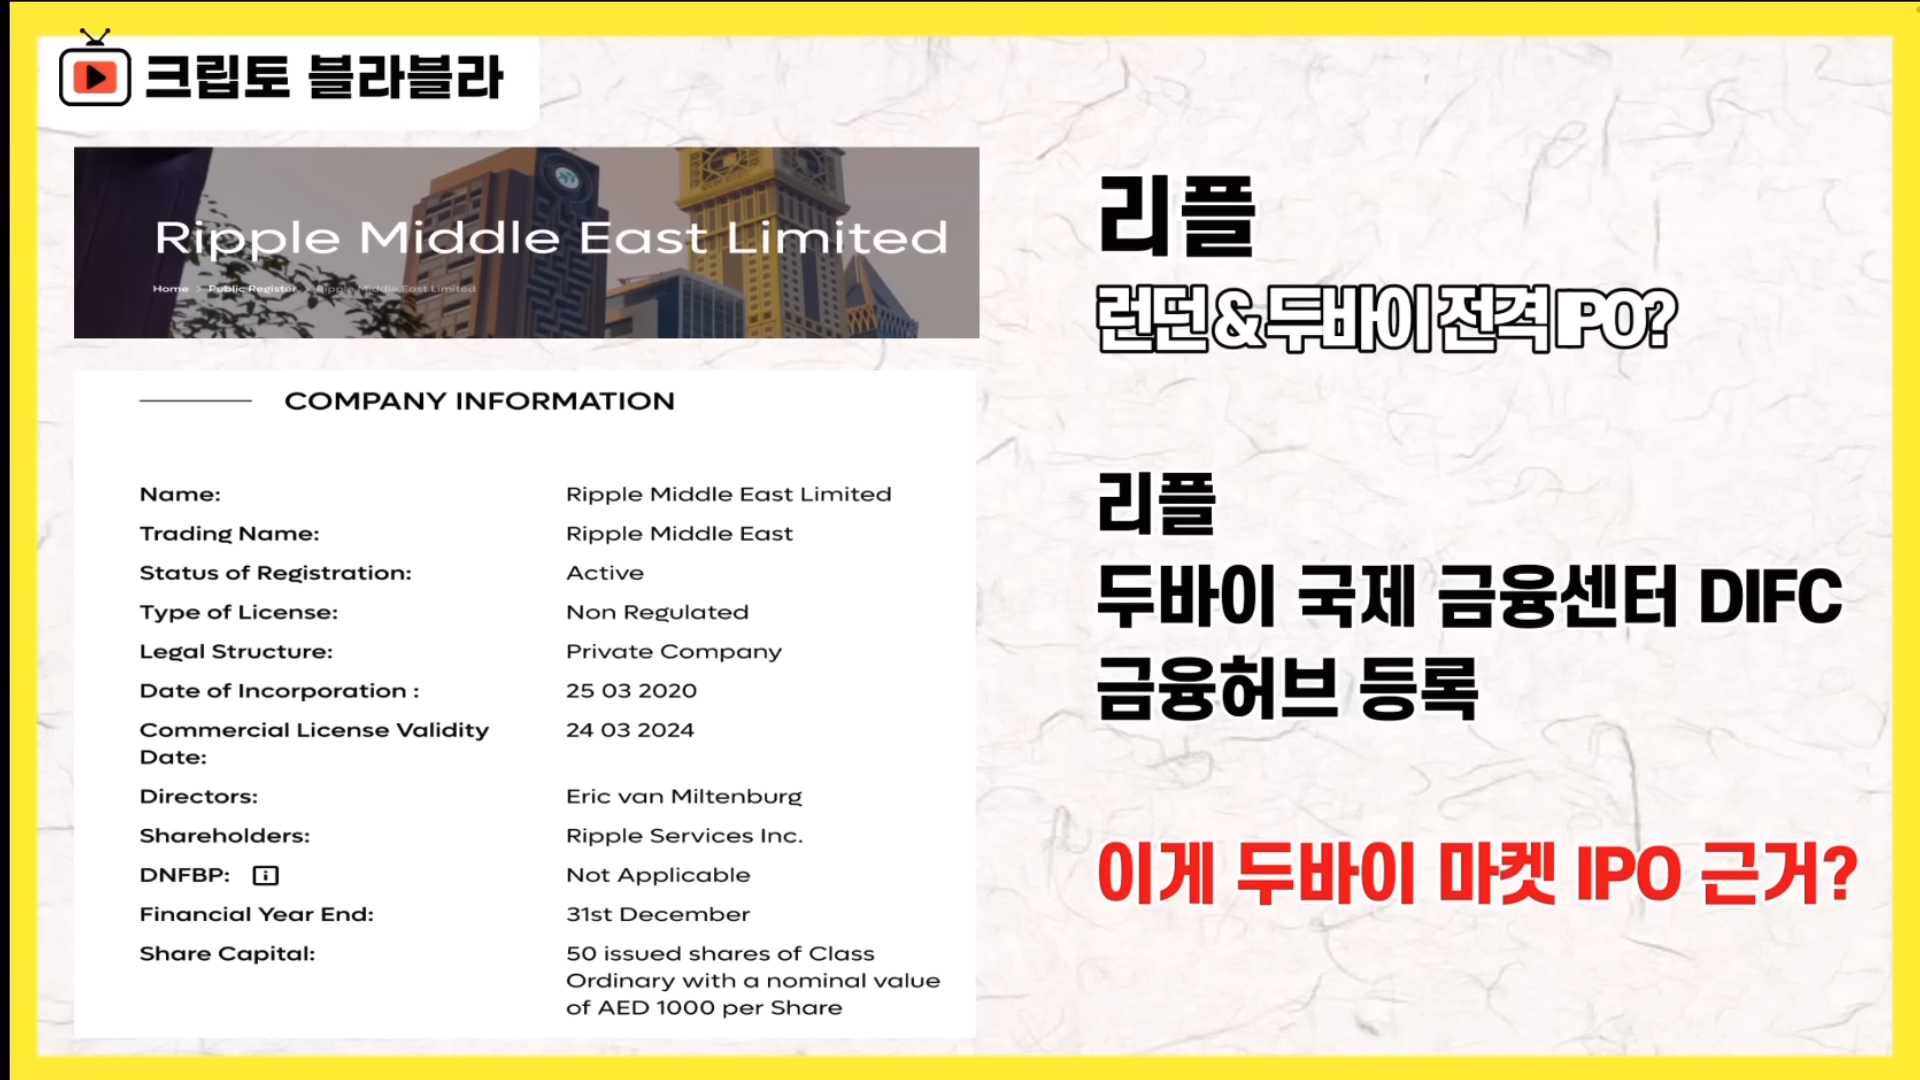 크립토 블라블라
Ripple Middle East Limited
Home > Public Register > Ripple Middle East Limited
COMPANY INFORMATION
Name: Ripple Middle East Limited
Trading Name: Ripple Middle East
Status of Registration: Active
Type of License: Non Regulated
Legal Structure: Private Company
Date of Incorporation : 25 03 2020
Commercial License Validity 24 03 2024
Date:
Directors: Eric van Miltenburg
Shareholders: Ripple Services Inc.
DNFBP: i Not Applicable
Financial Year End: 31st December
Share Capital: 50 issued shares of Class
Ordinary with a nominal value
of AED 1000 per Share
리플
런던&두바이 전격 IPO?
리플
두바이 국제 금융센터 DIFC
금융허브 등록
이게 두바이 마켓 IPO 근거?